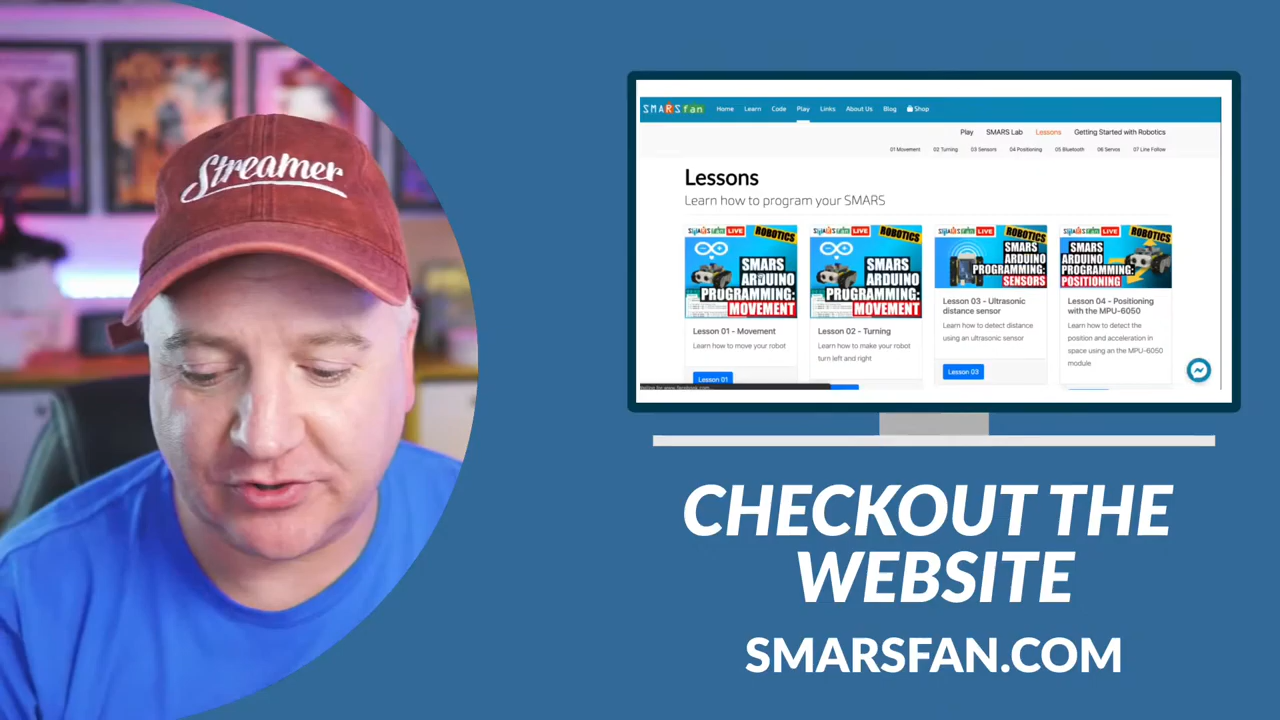 Streamer
SMARSfan
Home Learn Code Play Links About Us Blog Shop
Play SMARS Lab Lessons Getting Started with Robotics
01 Movement 02 Turning 03 Sensors 04 Positioning 05 Bluetooth 06 Servos 07 Line Follow
Lessons
Learn how to program your SMARS
LIVE ROBOTICS
SMARS
ARDUINO
PROGRAMMING:
MOVEMENT
Lesson 01 - Movement
Learn how to move your robot
Lesson 01
LIVE ROBOTICS
SMARS
ARDUINO
PROGRAMMING:
MOVEMENT
Lesson 02 - Turning
Learn how to make your robot
turn left and right
LIVE ROBOTICS
SMARS
ARDUINO
PROGRAMMING:
SENSORS
Lesson 03 - Ultrasonic
distance sensor
Learn how to detect distance
using an ultrasonic sensor
Lesson 03
LIVE ROBOTICS
SMARS
ARDUINO
PROGRAMMING:
POSITIONING
Lesson 04 - Positioning
with the MPU-6050
Learn how to detect the
position and acceleration in
space using an the MPU-6050
module
CHECKOUT THE
WEBSITE
SMARSFAN.COM